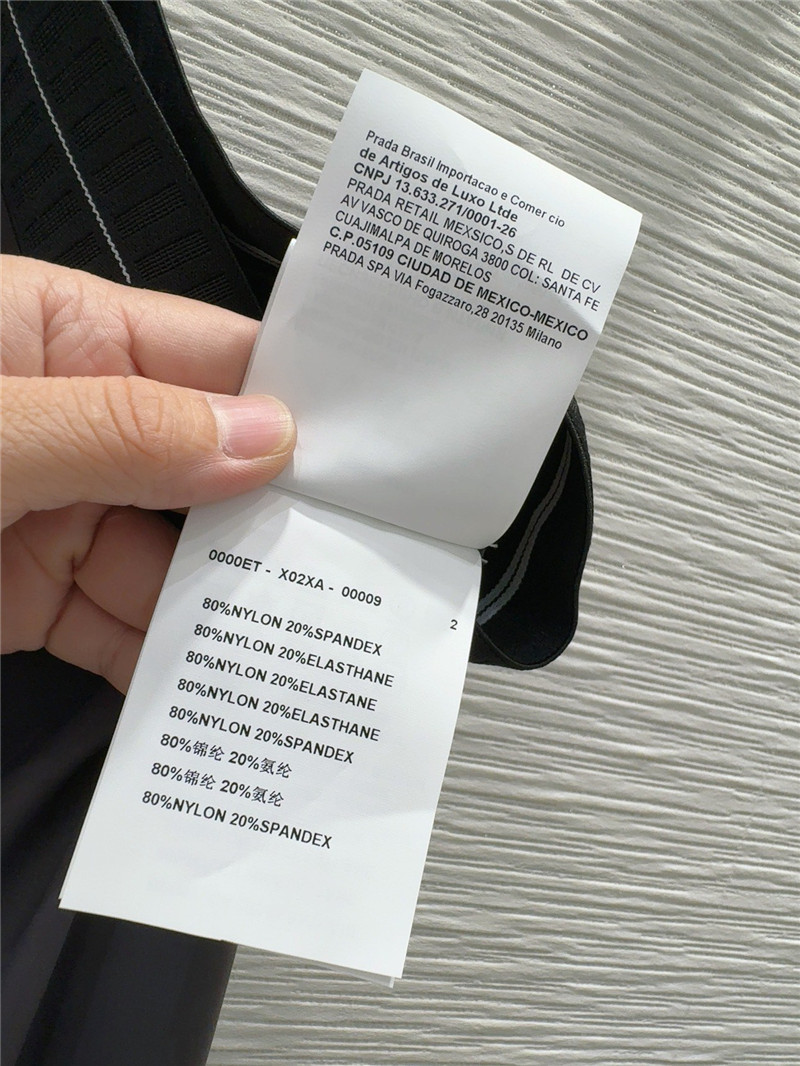 Prada Brasil Importacao e Comer cio
de Artigos de Luxo Ltde
CNPJ 13.633.271/0001-26
PRADA RETAIL MEXSICO,S DE RL DE CV
AV VASCO DE QUIROGA 3800 COL: SANTA FE
CUAJIMALPA DE MORELOS
C.P.05109 CIUDAD DE MEXICO-MEXICO
PRADA SPA VIA Fogazzaro,28 20135 Milano
0000ET - X02XA - 00009
2
80%NYLON 20%SPANDEX
80%NYLON 20%ELASTHANE
80%NYLON 20%ELASTANE
80%NYLON 20%ELASTHANE
80%NYLON 20%SPANDEX
80%锦纶 20%氨纶
80%锦纶 20%氨纶
80%NYLON 20%SPANDEX